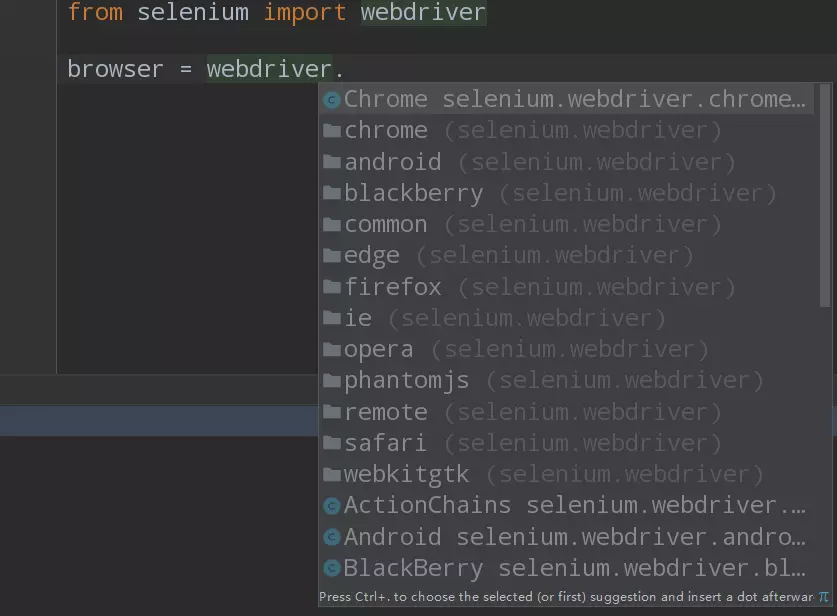 from selenium import webdriver
browser = webdriver.
Chrome selenium.webdriver.chrome…
chrome (selenium.webdriver)
android (selenium.webdriver)
blackberry (selenium.webdriver)
common (selenium.webdriver)
edge (selenium.webdriver)
firefox (selenium.webdriver)
ie (selenium.webdriver)
opera (selenium.webdriver)
phantomjs (selenium.webdriver)
remote (selenium.webdriver)
safari (selenium.webdriver)
webkitgtk (selenium.webdriver)
ActionChains selenium.webdriver.…
Android selenium.webdriver.andro…
BlackBerry selenium.webdriver.bl…
Press Ctrl+. to choose the selected (or first) suggestion and insert a dot afterwar π